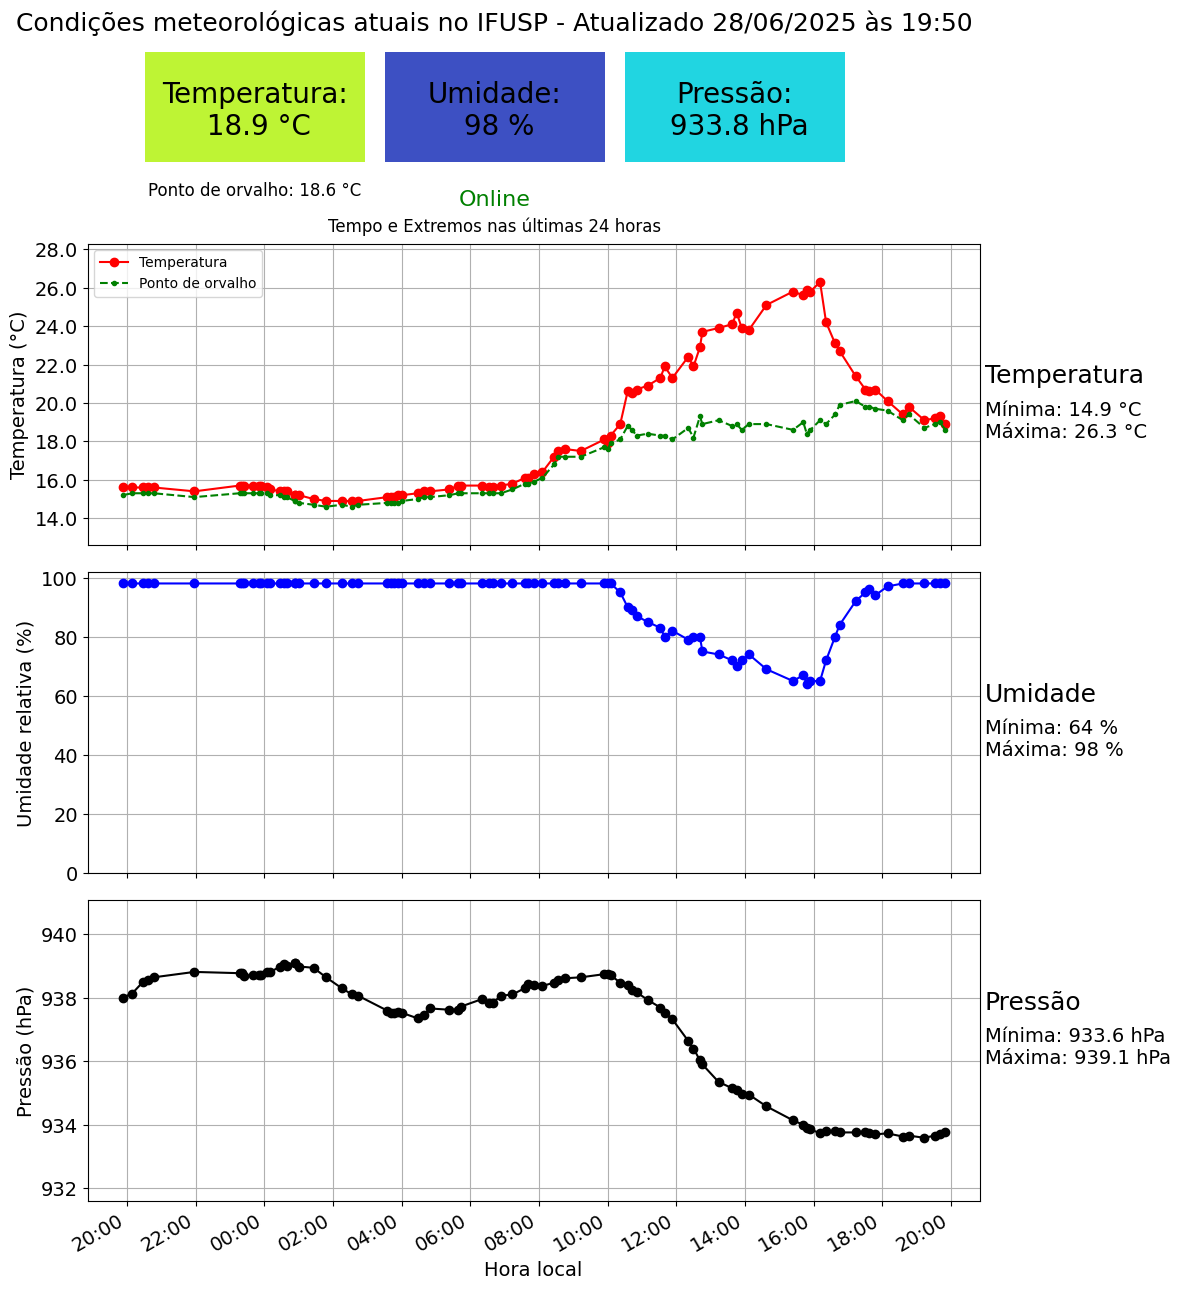 Condições meteorológicas atuais no IFUSP - Atualizado 28/06/2025 às 19:50
Temperatura:
18.9 °C
Umidade:
98 %
Pressão:
933.8 hPa
Ponto de orvalho: 18.6 °C
Online
Tempo e Extremos nas últimas 24 horas
Temperatura (°C)
28.0
26.0
24.0
22.0
20.0
18.0
16.0
14.0
Temperatura
Ponto de orvalho
Temperatura
Mínima: 14.9 °C
Máxima: 26.3 °C
Umidade relativa (%)
100
80
60
40
20
0
Umidade
Mínima: 64 %
Máxima: 98 %
Pressão (hPa)
940
938
936
934
932
Pressão
Mínima: 933.6 hPa
Máxima: 939.1 hPa
20:00 22:00 00:00 02:00 04:00 06:00 08:00 10:00 12:00 14:00 16:00 18:00 20:00
Hora local